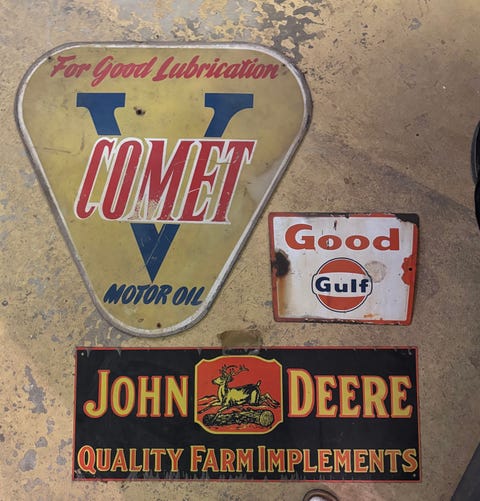 For Good Lubrication
V
COMET
MOTOR OIL
Good
Gulf
JOHN DEERE
QUALITY FARM IMPLEMENTS